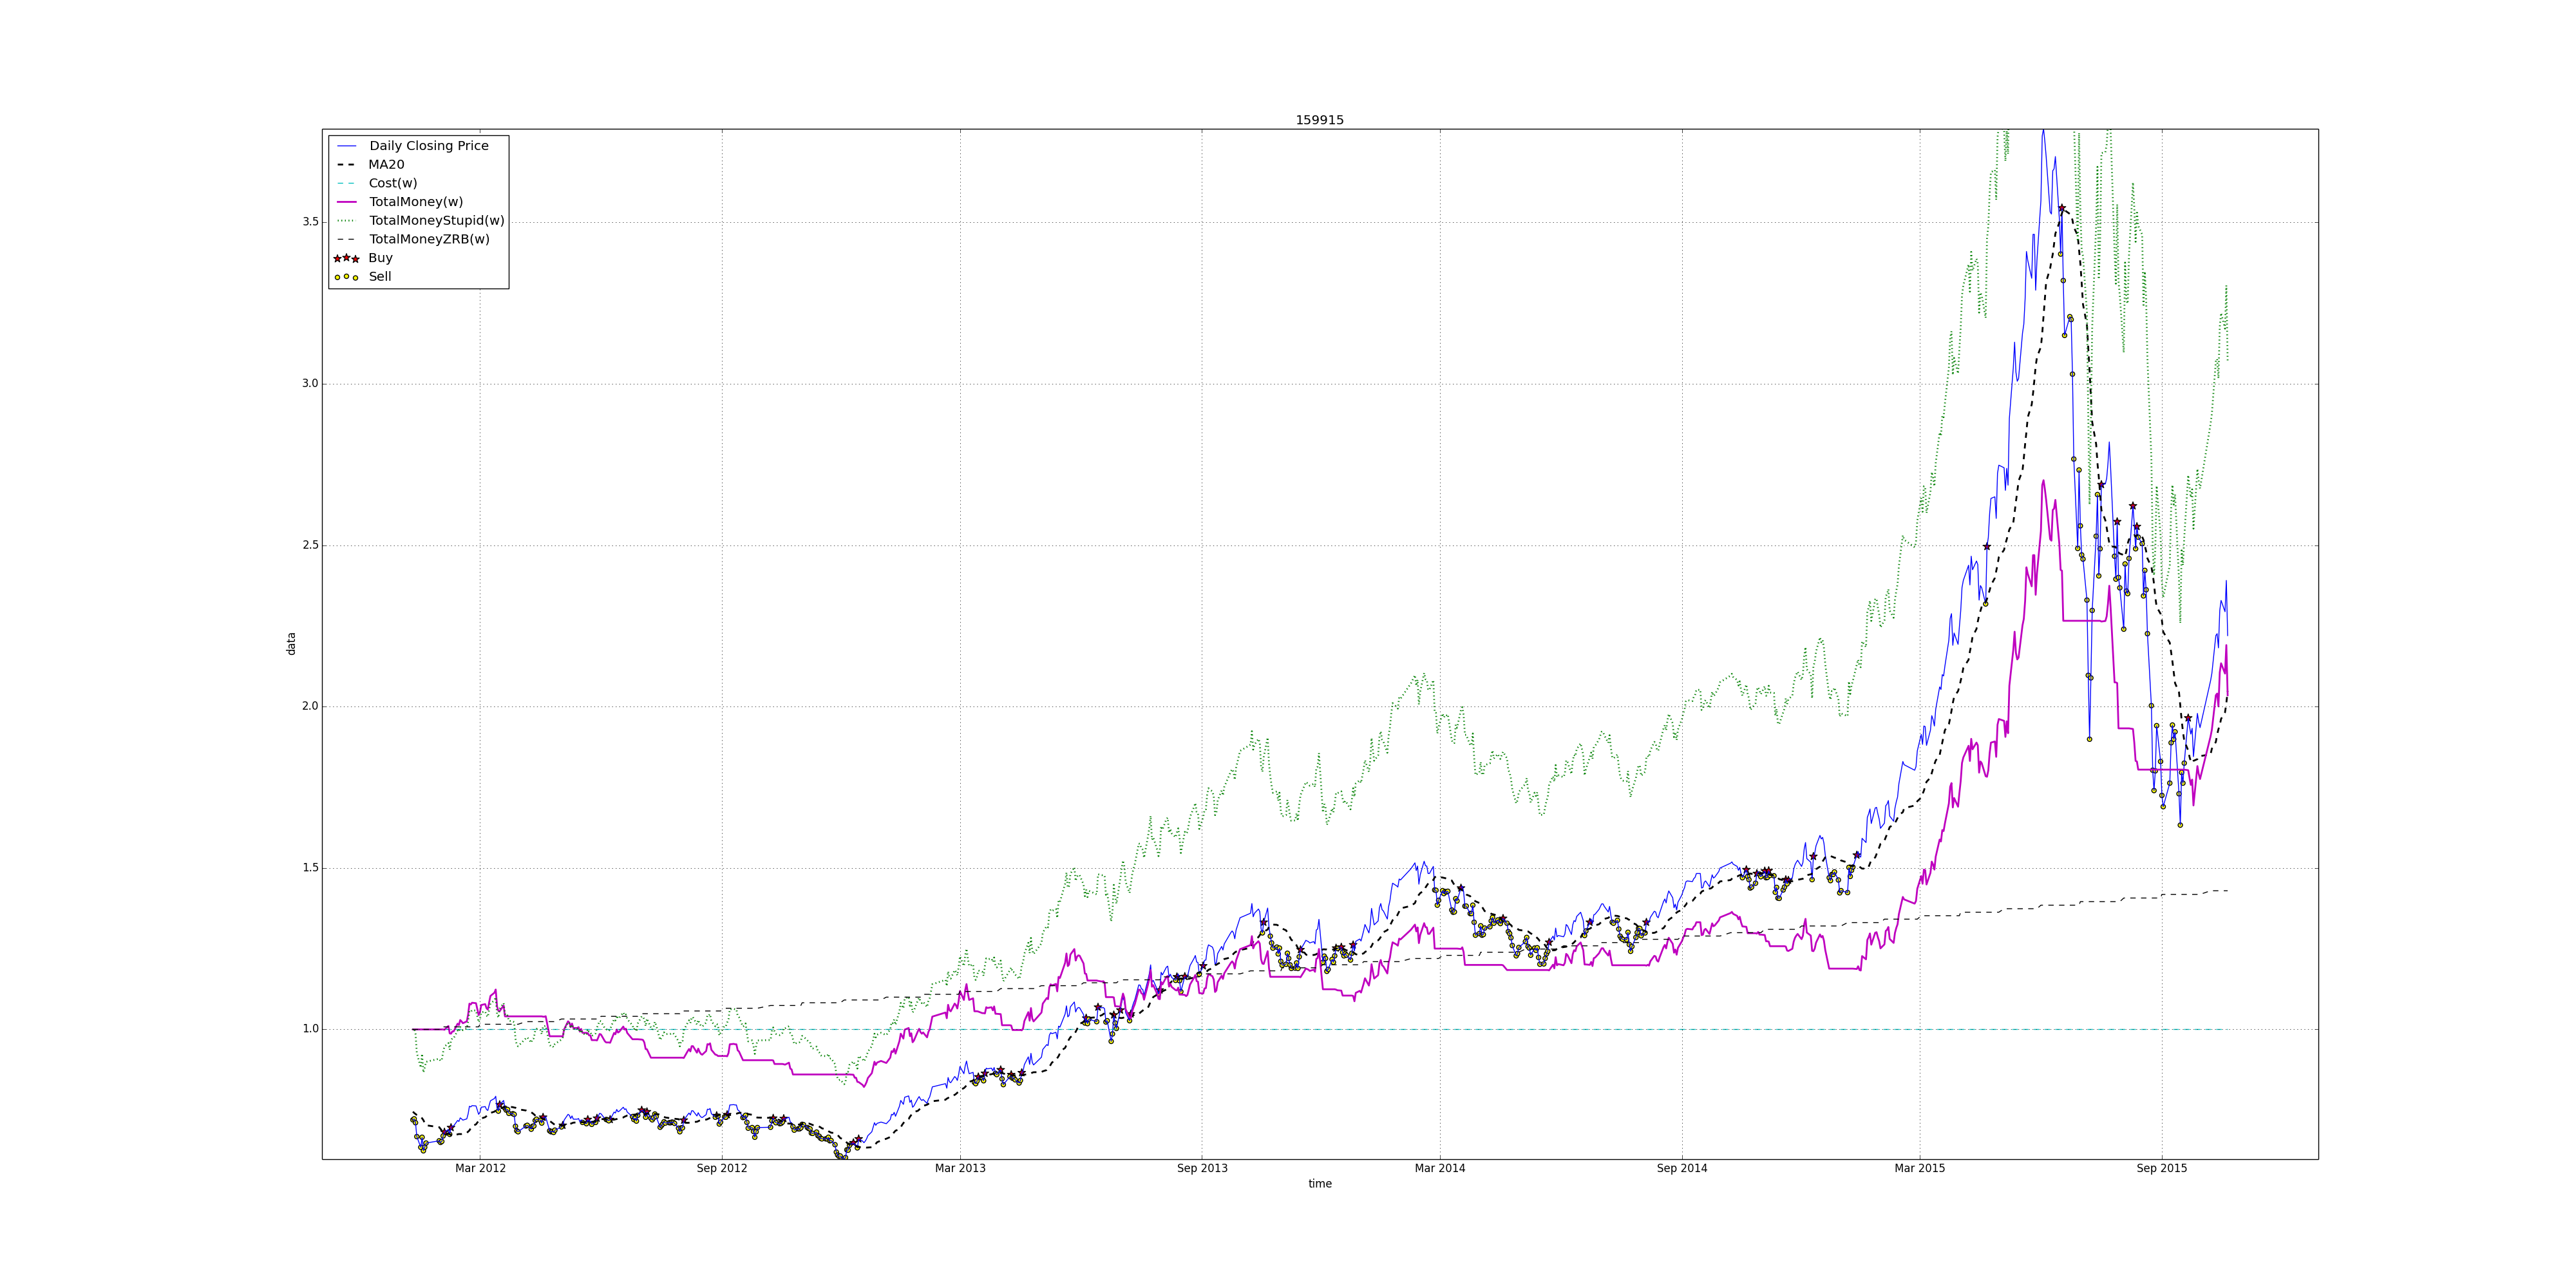 159915
Daily Closing Price
MA20
Cost(w)
TotalMoney(w)
TotalMoneyStupid(w)
TotalMoneyZRB(w)
Buy
Sell
3.5
3.0
2.5
2.0
1.5
1.0
data
Mar 2012 Sep 2012 Mar 2013 Sep 2013 Mar 2014 Sep 2014 Mar 2015 Sep 2015
time